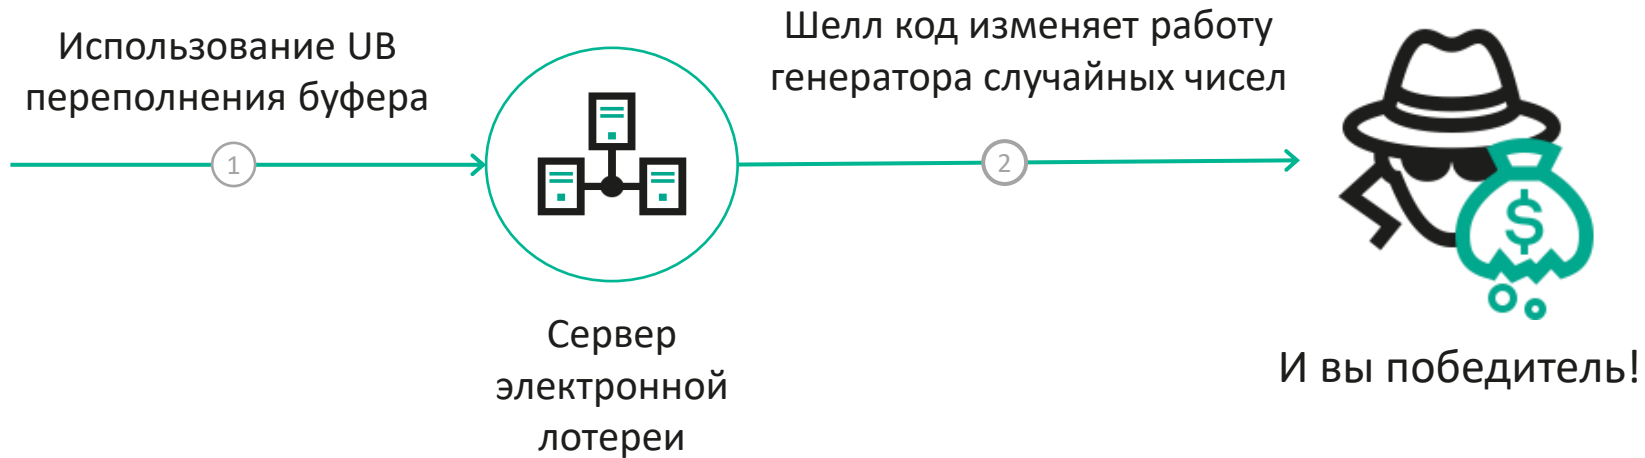 Использование UB
переполнения буфера
1
Сервер
электронной
лотереи
Шелл код изменяет работу
генератора случайных чисел
2
$
И вы победитель!